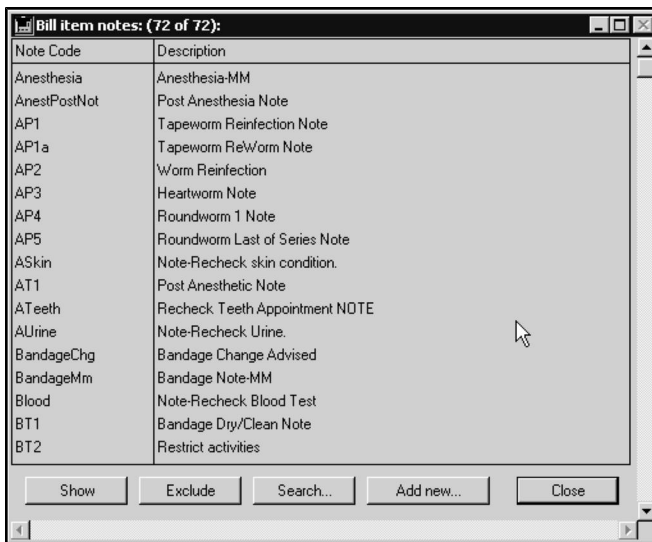 Bill item notes: (72 of 72):
Note Code Description
Anesthesia Anesthesia-MM
AnestPostNot Post Anesthesia Note
AP1 Tapeworm Reinfection Note
AP1a Tapeworm ReWorm Note
AP2 Worm Reinfection
AP3 Heartworm Note
AP4 Roundworm 1 Note
AP5 Roundworm Last of Series Note
ASkin Note-Recheck skin condition.
AT1 Post Anesthetic Note
ATeeth Recheck Teeth Appointment NOTE
AUrine Note-Recheck Urine.
BandageChg Bandage Change Advised
BandageMm Bandage Note-MM
Blood Note-Recheck Blood Test
BT1 Bandage Dry/Clean Note
BT2 Restrict activities
Show Exclude Search... Add new... Close